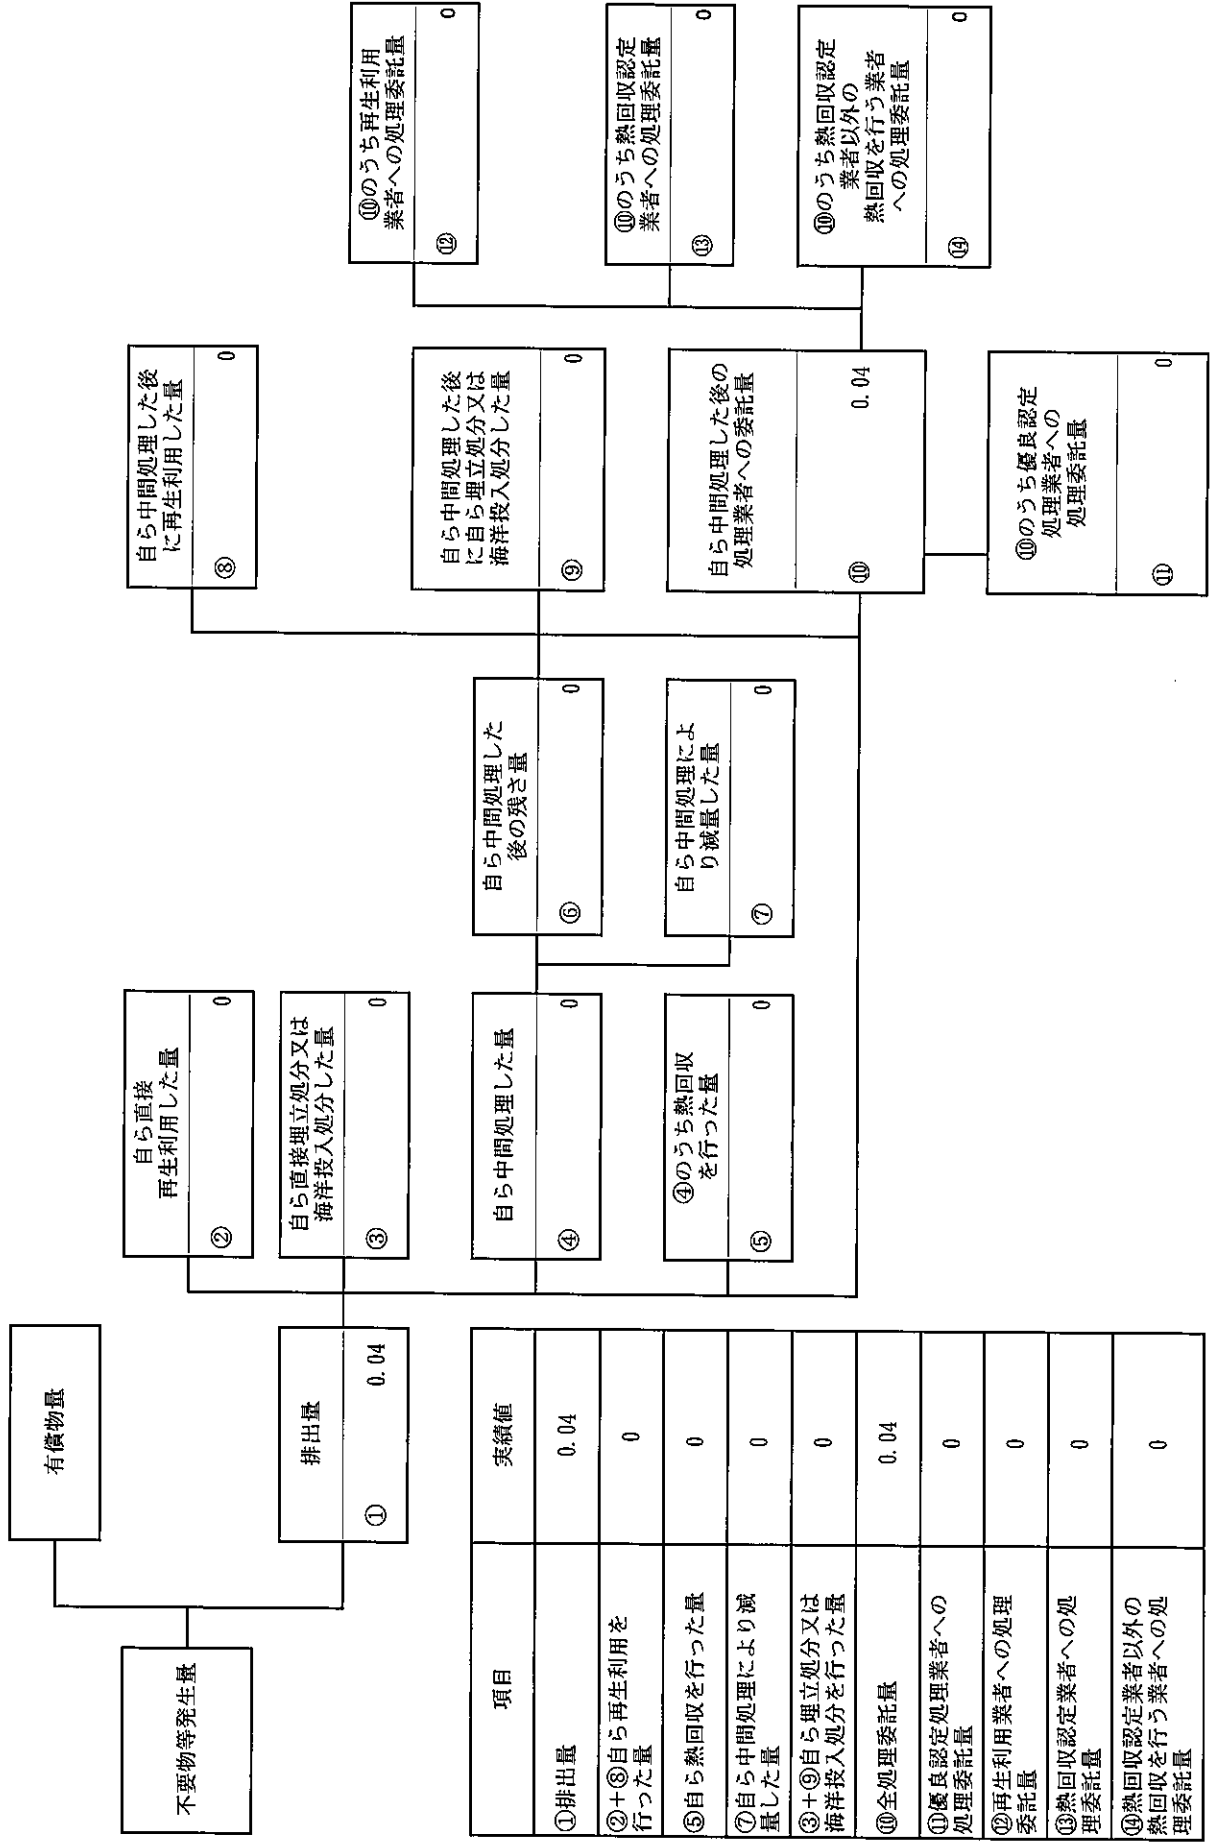 不要物等発生量
有償物量
排出量
① 0.04
自ら直接
再生利用した量
② 0
自ら直接埋立処分又は
海洋投入処分した量
③ 0
自ら中間処理した量
④ 0
④のうち熱回収
を行った量
⑤ 0
自ら中間処理した
後の残さ量
⑥ 0
自ら中間処理によ
り減量した量
⑦ 0
自ら中間処理した後
に再生利用した量
⑧ 0
自ら中間処理した後
に自ら埋立処分又は
海洋投入処分した量
⑨ 0
自ら中間処理した後の
処理業者への委託量
⑩ 0.04
⑩のうち優良認定
処理業者への
処理委託量
⑪ 0
⑩のうち再生利用
業者への処理委託量
⑫ 0
⑩のうち熱回収認定
業者への処理委託量
⑬ 0
⑩のうち熱回収認定
業者以外の
熱回収を行う業者
への処理委託量
⑭ 0
項目 実績値
①排出量 0.04
②+⑧自ら再生利用を
行った量 0
⑤自ら熱回収を行った量 0
⑦自ら中間処理により減
量した量 0
③+⑨自ら埋立処分又は
海洋投入処分を行った量 0
⑩全処理委託量 0.04
⑪優良認定処理業者への
処理委託量 0
⑫再生利用業者への処理
委託量 0
⑬熱回収認定業者への処
理委託量 0
⑭熱回収認定業者以外の
熱回収を行う業者への処
理委託量 0